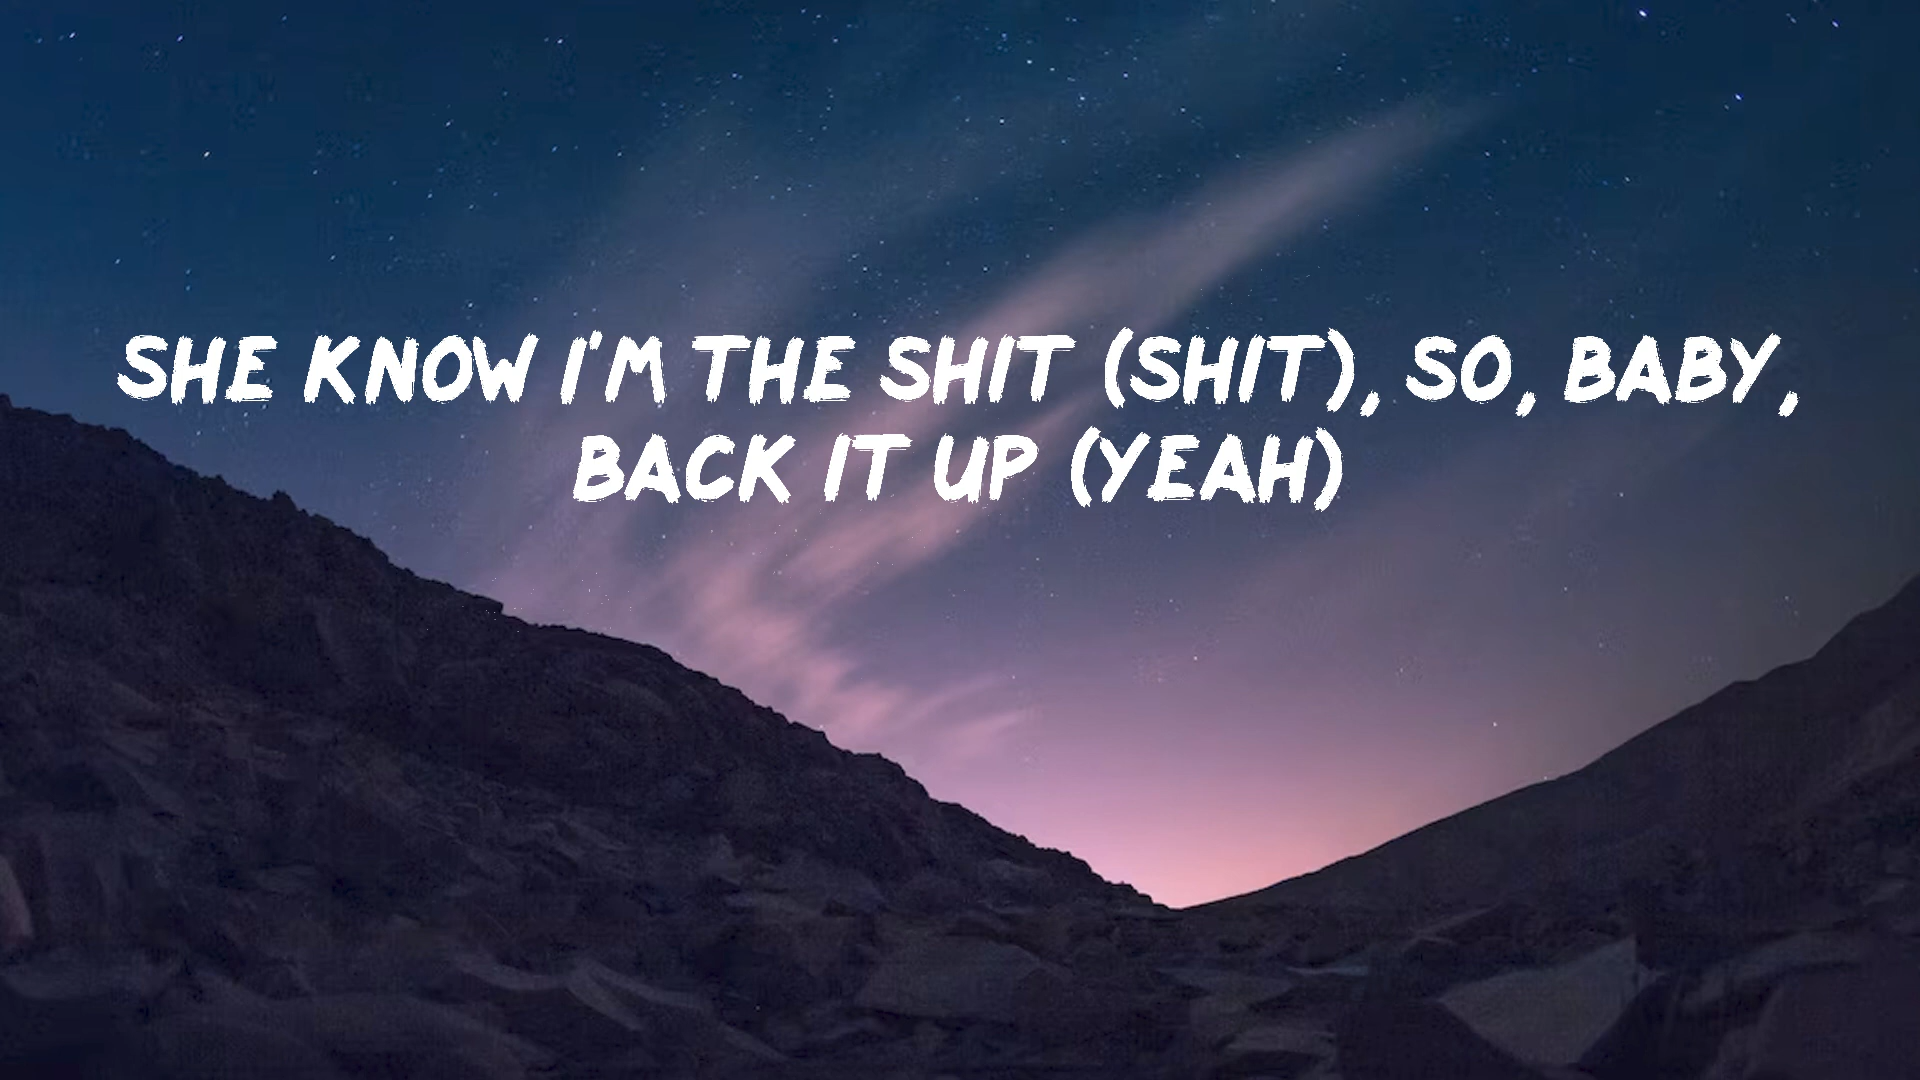 SHE KNOW I'M THE SHIT (SHIT), SO, BABY,
BACK IT UP (YEAH)